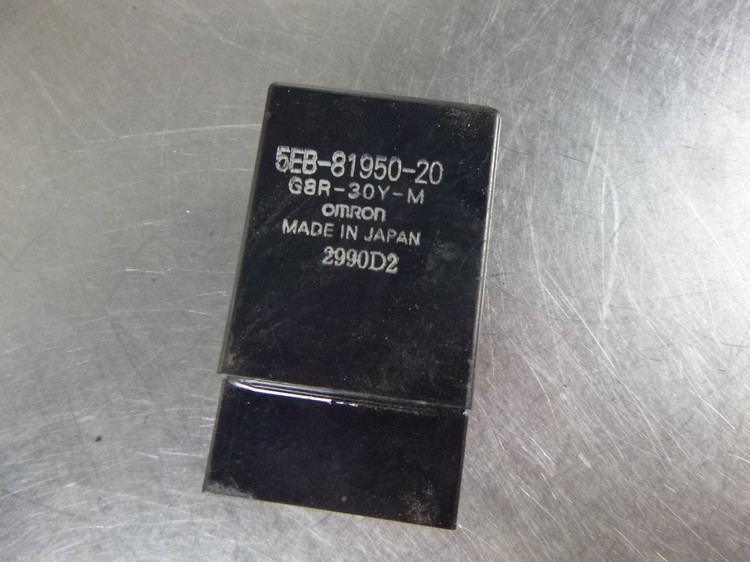 5EB-81950-20
G8R-30Y-M
omron
MADE IN JAPAN
2990D2